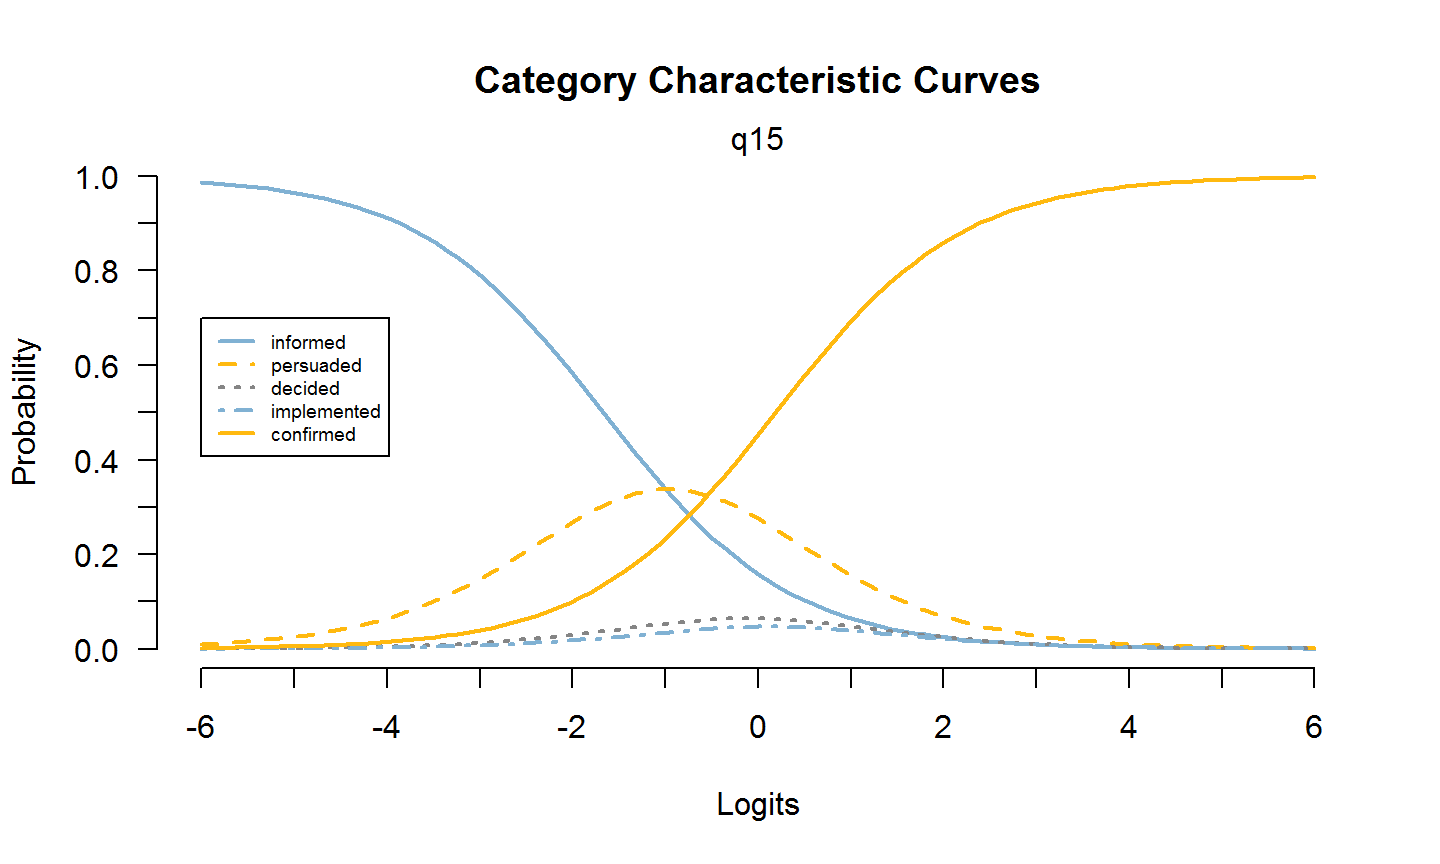 Category Characteristic Curves
q15
Probability
1.0
0.8
0.6
0.4
0.2
0.0
informed
persuaded
decided
implemented
confirmed
-6 -4 -2 0 2 4 6
Logits